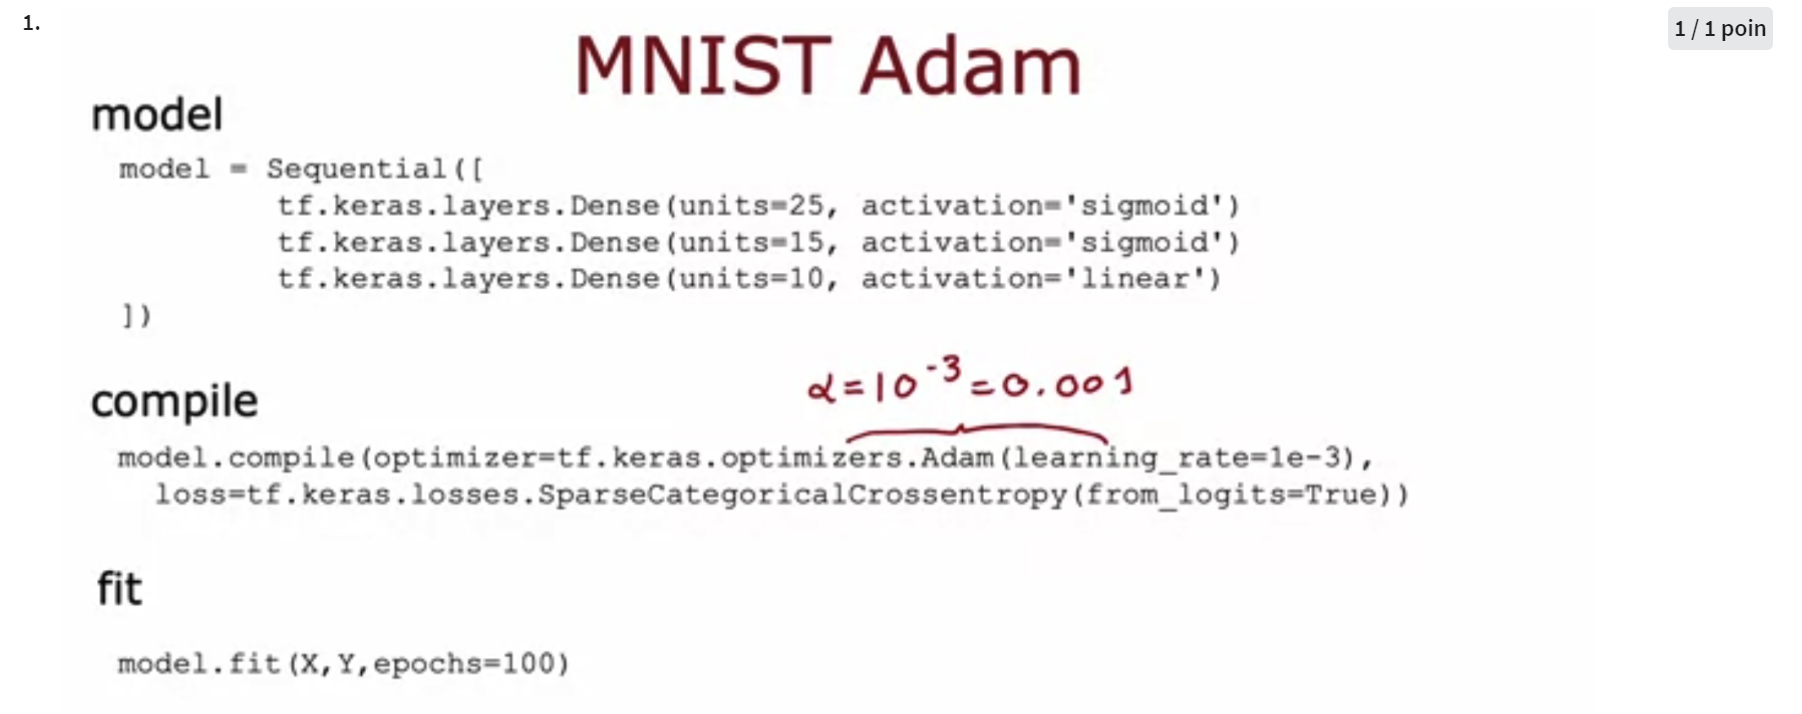 1.
1 / 1 poin
MNIST Adam
model
model = Sequential([
tf.keras.layers.Dense(units=25, activation='sigmoid')
tf.keras.layers.Dense(units=15, activation='sigmoid')
tf.keras.layers.Dense(units=10, activation='linear')
])
α=10⁻³=0.001
compile
model.compile(optimizer=tf.keras.optimizers.Adam(learning_rate=1e-3),
loss=tf.keras.losses.SparseCategoricalCrossentropy(from_logits=True))
fit
model.fit(X,Y,epochs=100)